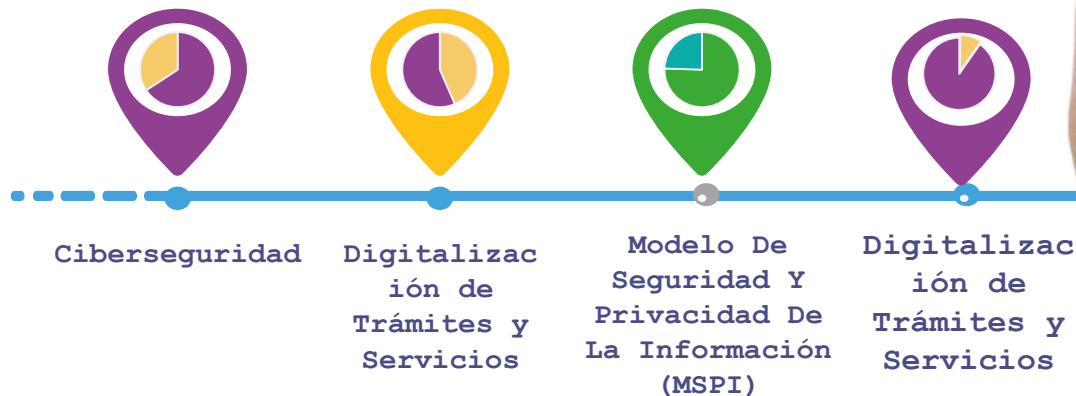 Ciberseguridad
Digitalizac
ión de
Trámites y
Servicios
Modelo De
Seguridad Y
Privacidad De
La Información
(MSPI)
Digitalizac
ión de
Trámites y
Servicios